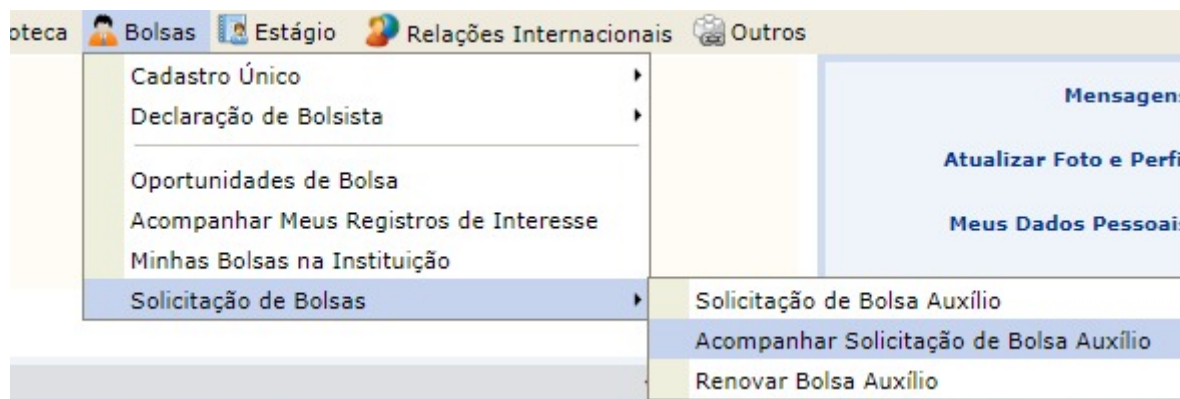 oteca Bolsas Estágio Relações Internacionais Outros
Cadastro Único
Declaração de Bolsista
Oportunidades de Bolsa
Acompanhar Meus Registros de Interesse
Minhas Bolsas na Instituição
Solicitação de Bolsas
Mensagens
Atualizar Foto e Perfi
Meus Dados Pessoais
Solicitação de Bolsa Auxílio
Acompanhar Solicitação de Bolsa Auxílio
Renovar Bolsa Auxílio